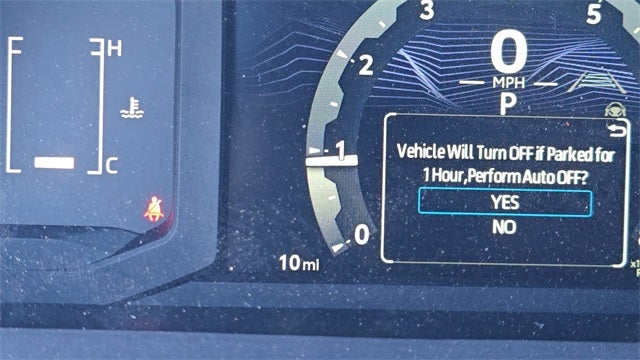 H
C
10 mi
0
1
2
3
5
0
MPH
P
Vehicle Will Turn OFF if Parked for
1 Hour,Perform Auto OFF?
YES
NO